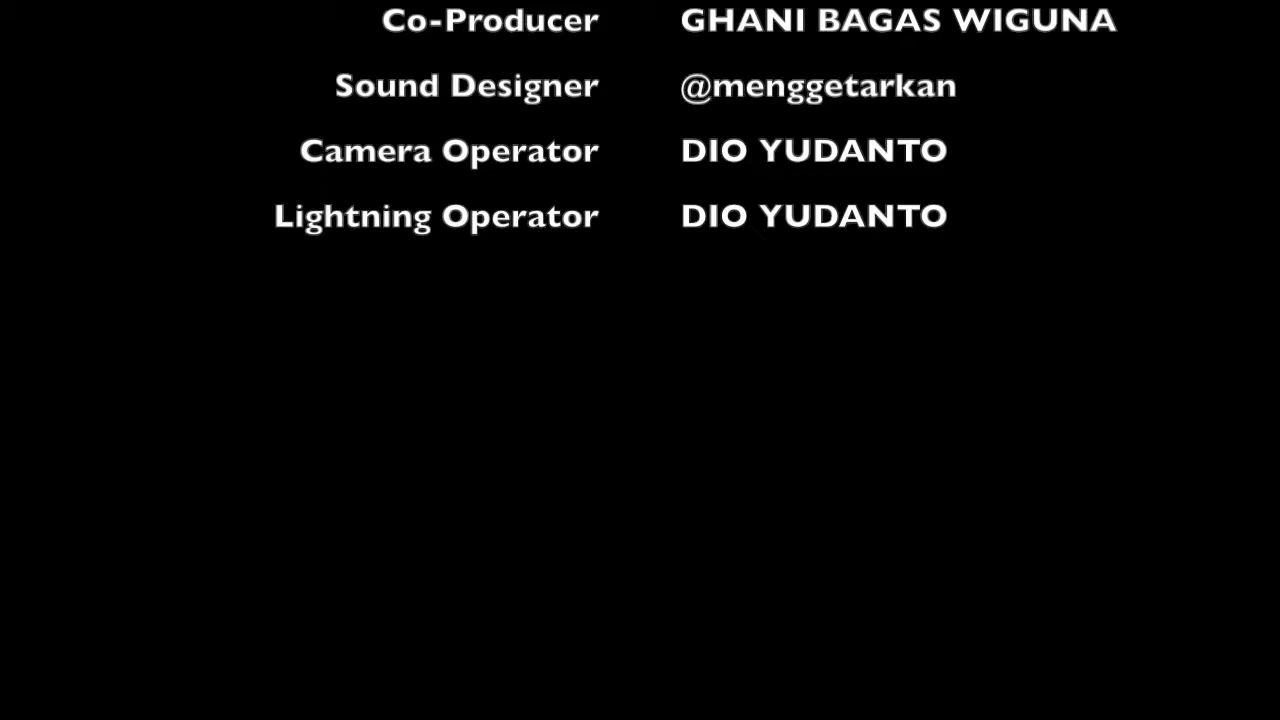 Co-Producer GHANI BAGAS WIGUNA
Sound Designer @menggetarkan
Camera Operator DIO YUDANTO
Lightning Operator DIO YUDANTO